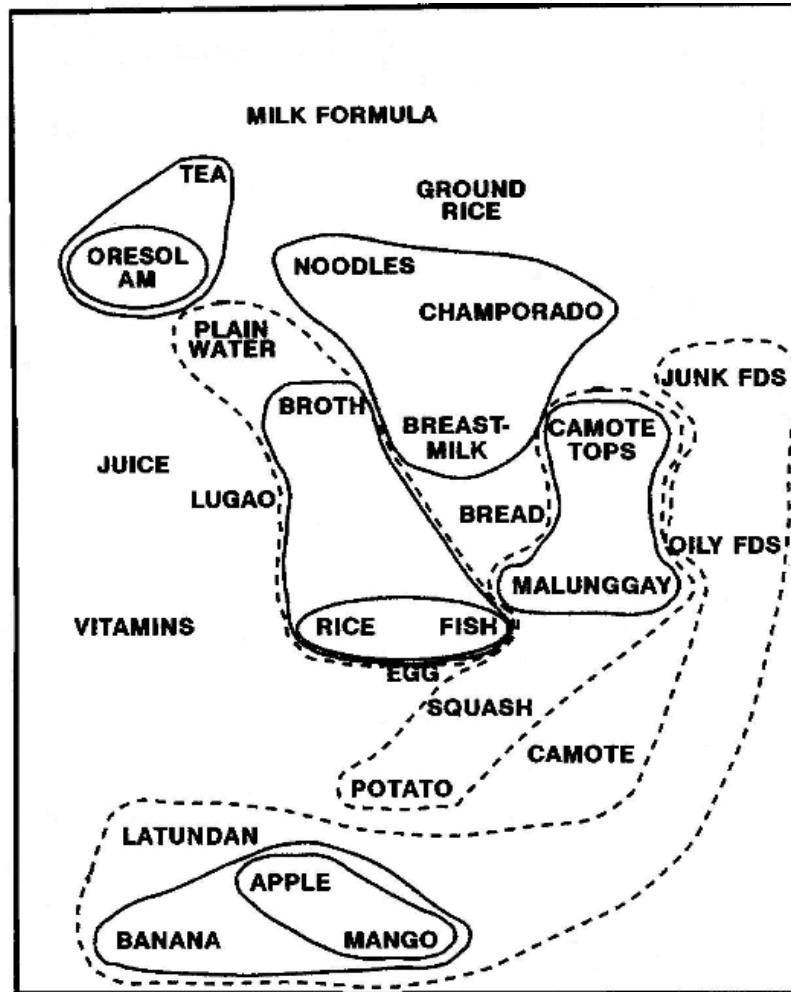 MILK FORMULA
TEA
GROUND
RICE
ORESOL
AM
NOODLES
CHAMPORADO
PLAIN
WATER
JUNK FDS
BROTH
BREAST-
MILK
CAMOTE
TOPS
JUICE
LUGAO
BREAD
OILY FDS
MALUNGGAY
VITAMINS
RICE
FISH
EGG
SQUASH
CAMOTE
POTATO
LATUNDAN
APPLE
BANANA
MANGO